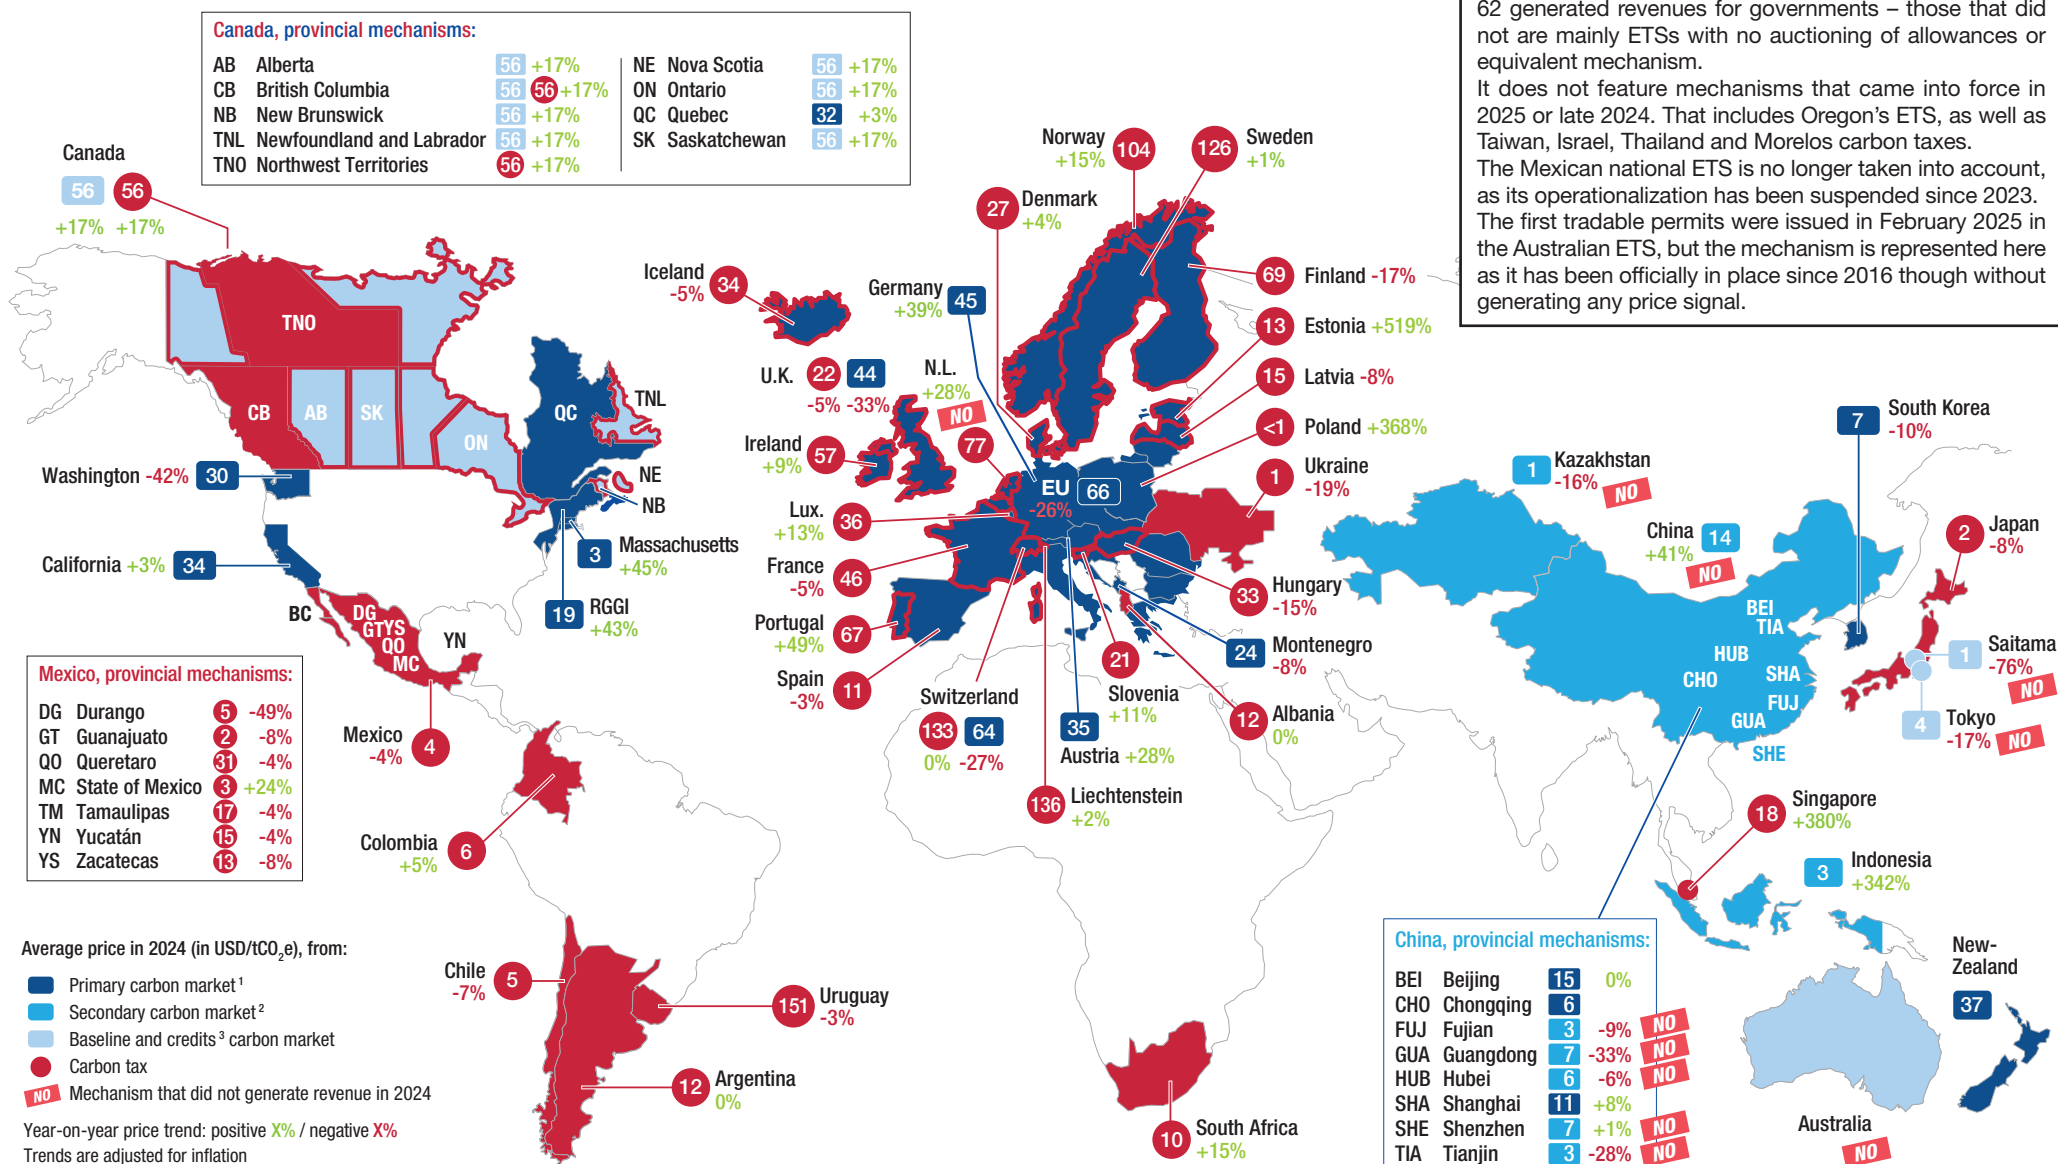 62 generated revenues for governments – those that did
not are mainly ETSs with no auctioning of allowances or
equivalent mechanism.
It does not feature mechanisms that came into force in
2025 or late 2024. That includes Oregon’s ETS, as well as
Taiwan, Israel, Thailand and Morelos carbon taxes.
The Mexican national ETS is no longer taken into account,
as its operationalization has been suspended since 2023.
The first tradable permits were issued in February 2025 in
the Australian ETS, but the mechanism is represented here
as it has been officially in place since 2016 though without
generating any price signal.
Canada, provincial mechanisms:
AB Alberta 56 +17%
CB British Columbia 56 56 +17%
NB New Brunswick 56 +17%
TNL Newfoundland and Labrador 56 +17%
TNO Northwest Territories 56 +17%
NE Nova Scotia 56 +17%
ON Ontario 56 +17%
QC Quebec 32 +3%
SK Saskatchewan 56 +17%
Canada
56 56
+17% +17%
TNO
CB
AB
SK
ON
QC
TNL
NE
NB
Washington -42% 30
California +3% 34
3 Massachusetts
+45%
19 RGGI
+43%
BC
DG
GT YS
QO
MC
YN
Mexico, provincial mechanisms:
DG Durango 5 -49%
GT Guanajuato 2 -8%
QO Queretaro 31 -4%
MC State of Mexico 3 +24%
TM Tamaulipas 17 -4%
YN Yucatán 15 -4%
YS Zacatecas 13 -8%
Mexico
-4% 4
Colombia
+5% 6
Chile
-7% 5
151 Uruguay
-3%
12 Argentina
0%
Iceland
-5% 34
Norway
+15% 104
126 Sweden
+1%
27 Denmark
+4%
Germany
+39% 45
69 Finland -17%
13 Estonia +519%
15 Latvia -8%
<1 Poland +368%
1 Ukraine
-19%
U.K. 22 44
-5% -33%
N.L.
+28%
NO
77
Ireland
+9% 57
EU 66
-26%
Lux.
+13% 36
France
-5% 46
Portugal
+49% 67
Spain
-3% 11
33 Hungary
-15%
24 Montenegro
-8%
21
Slovenia
+11%
12 Albania
0%
Switzerland
133 64
0% -27%
35
Austria +28%
136 Liechtenstein
+2%
10 South Africa
+15%
1 Kazakhstan
-16% NO
China 14
+41%
NO
7 South Korea
-10%
2 Japan
-8%
1 Saitama
-76%
NO
4 Tokyo
-17% NO
BEI
TIA
HUB
CHO
SHA
FUJ
GUA
SHE
18 Singapore
+380%
3 Indonesia
+342%
New-
Zealand
37
Australia
NO
China, provincial mechanisms:
BEI Beijing 15 0%
CHO Chongqing 6
FUJ Fujian 3 -9% NO
GUA Guangdong 7 -33% NO
HUB Hubei 6 -6% NO
SHA Shanghai 11 +8%
SHE Shenzhen 7 +1% NO
TIA Tianjin 3 -28% NO
Average price in 2024 (in USD/tCO₂e), from:
Primary carbon market ¹
Secondary carbon market ²
Baseline and credits ³ carbon market
Carbon tax
NO Mechanism that did not generate revenue in 2024
Year-on-year price trend: positive X% / negative X%
Trends are adjusted for inflation